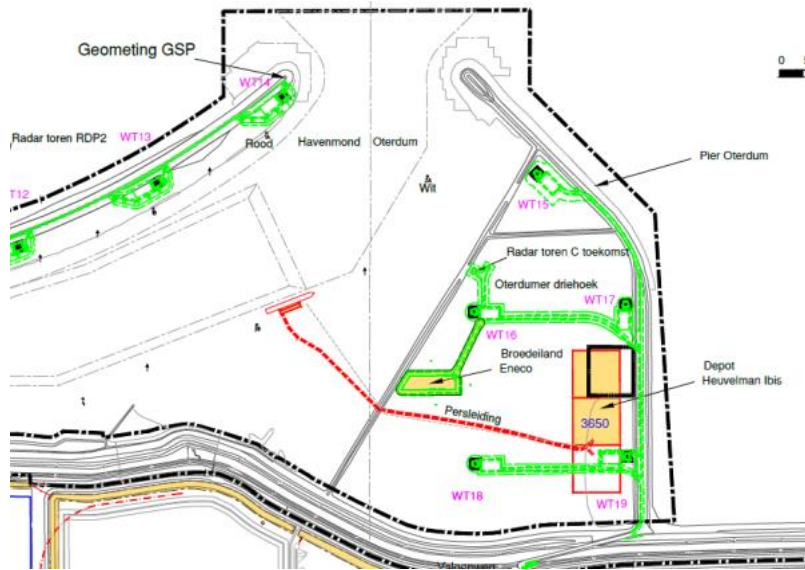 Geometing GSP
0
WT14
WT13
Radar toren RDP2
Rood
Havenmond Oterdum
Pier Oterdum
Wit
WT15
Radar toren C toekomst
Oterdumer driehoek
WT17
WT16
Broedeiland
Eneco
Depot
Heuvelman Ibis
Persleiding
3650
WT18
WT19